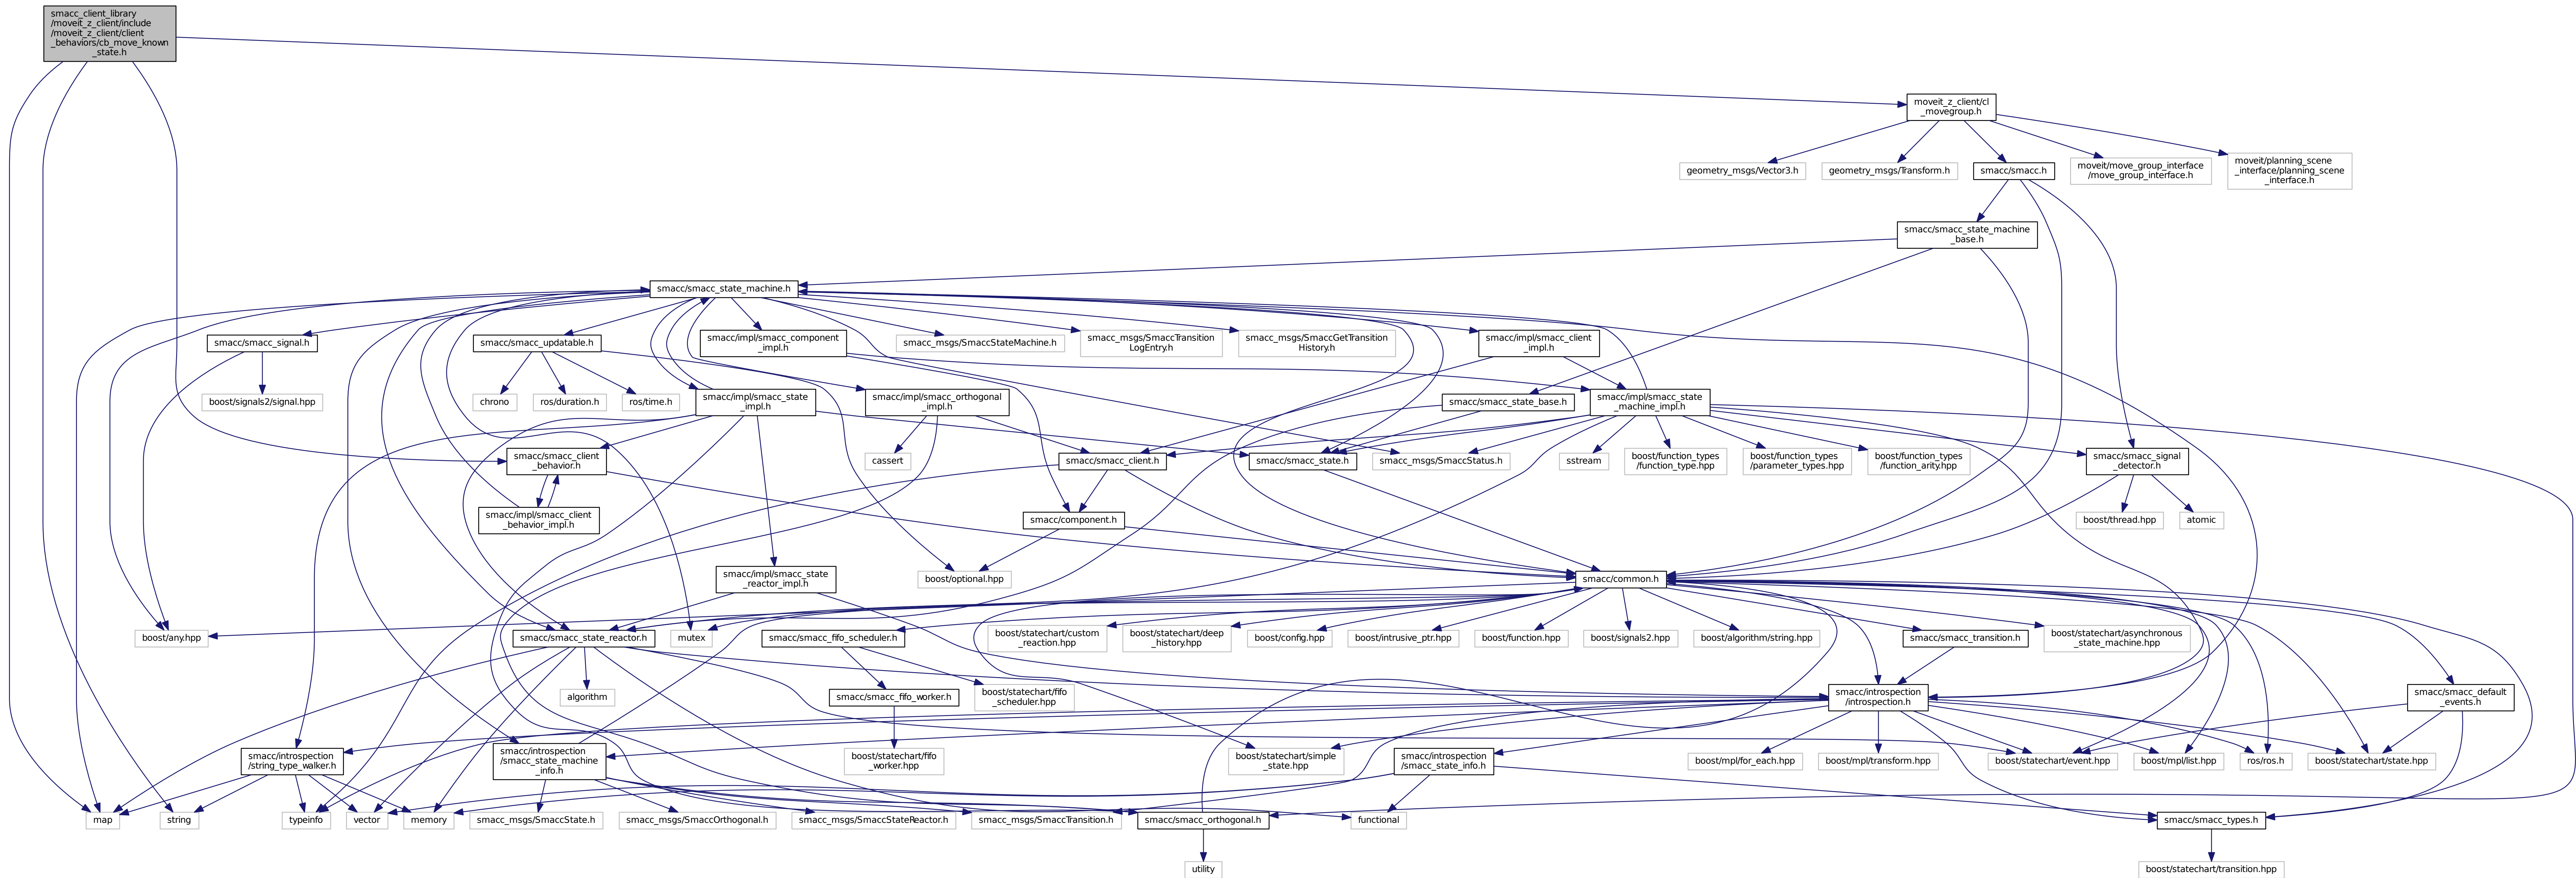 smacc_client_library
/moveit_z_client/include
/moveit_z_client/client
_behaviors/cb_move_known
_state.h
moveit_z_client/cl
_movegroup.h
geometry_msgs/Vector3.h
geometry_msgs/Transform.h
smacc/smacc.h
moveit/move_group_interface
/move_group_interface.h
moveit/planning_scene
_interface/planning_scene
_interface.h
smacc/smacc_state_machine
_base.h
smacc/smacc_state_machine.h
smacc/smacc_signal.h
smacc/smacc_updatable.h
smacc/impl/smacc_component
_impl.h
smacc_msgs/SmaccStateMachine.h
smacc_msgs/SmaccTransition
LogEntry.h
smacc_msgs/SmaccGetTransition
History.h
smacc/impl/smacc_client
_impl.h
boost/signals2/signal.hpp
chrono
ros/duration.h
ros/time.h
smacc/impl/smacc_state
_impl.h
smacc/impl/smacc_orthogonal
_impl.h
smacc/smacc_state_base.h
smacc/impl/smacc_state
_machine_impl.h
smacc/smacc_client
_behavior.h
cassert
smacc/smacc_client.h
smacc/smacc_state.h
smacc_msgs/SmaccStatus.h
sstream
boost/function_types
/function_type.hpp
boost/function_types
/parameter_types.hpp
boost/function_types
/function_arity.hpp
smacc/smacc_signal
_detector.h
smacc/impl/smacc_client
_behavior_impl.h
smacc/component.h
boost/thread.hpp
atomic
smacc/impl/smacc_state
_reactor_impl.h
boost/optional.hpp
smacc/common.h
boost/any.hpp
smacc/smacc_state_reactor.h
mutex
smacc/smacc_fifo_scheduler.h
boost/statechart/custom
_reaction.hpp
boost/statechart/deep
_history.hpp
boost/config.hpp
boost/intrusive_ptr.hpp
boost/function.hpp
boost/signals2.hpp
boost/algorithm/string.hpp
smacc/smacc_transition.h
boost/statechart/asynchronous
_state_machine.hpp
algorithm
smacc/smacc_fifo_worker.h
boost/statechart/fifo
_scheduler.hpp
smacc/introspection
/introspection.h
smacc/smacc_default
_events.h
smacc/introspection
/string_type_walker.h
smacc/introspection
/smacc_state_machine
_info.h
boost/statechart/fifo
_worker.hpp
boost/statechart/simple
_state.hpp
smacc/introspection
/smacc_state_info.h
boost/mpl/for_each.hpp
boost/mpl/transform.hpp
boost/statechart/event.hpp
boost/mpl/list.hpp
ros/ros.h
boost/statechart/state.hpp
map
string
typeinfo
vector
memory
smacc_msgs/SmaccState.h
smacc_msgs/SmaccOrthogonal.h
smacc_msgs/SmaccStateReactor.h
smacc_msgs/SmaccTransition.h
smacc/smacc_orthogonal.h
functional
smacc/smacc_types.h
utility
boost/statechart/transition.hpp